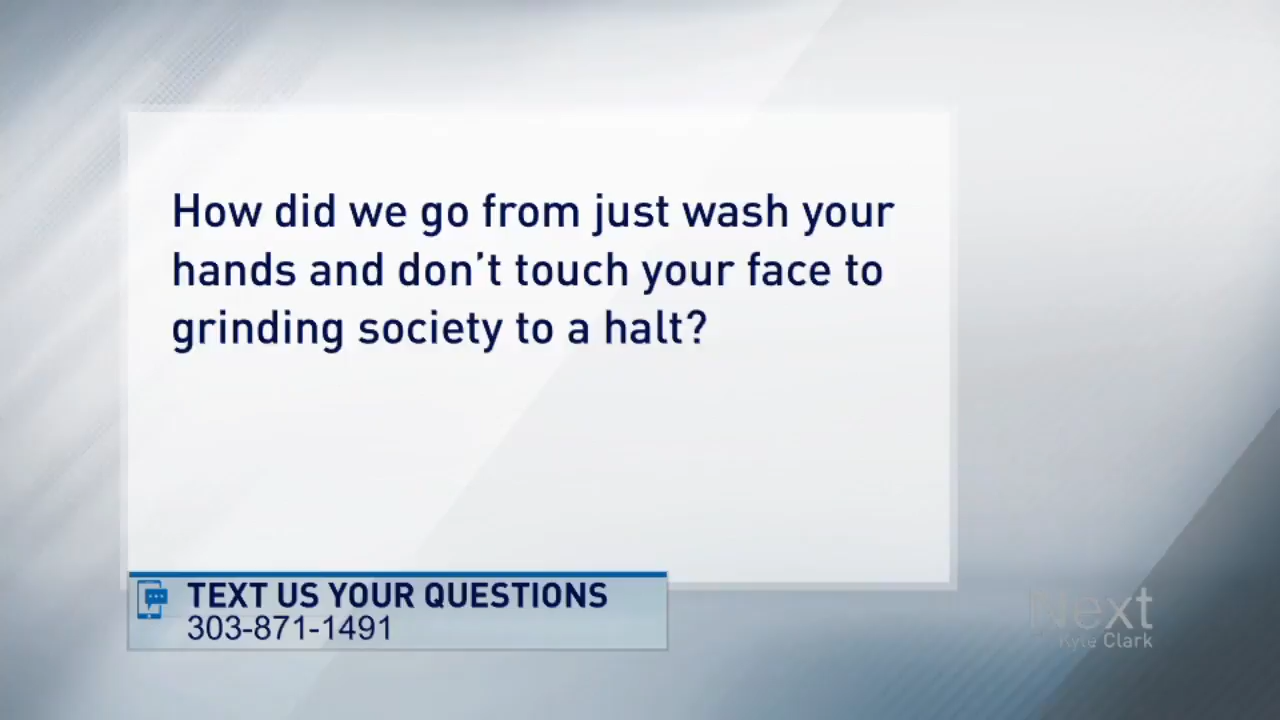 How did we go from just wash your
hands and don't touch your face to
grinding society to a halt?
TEXT US YOUR QUESTIONS
303-871-1491
Next
Kyle Clark